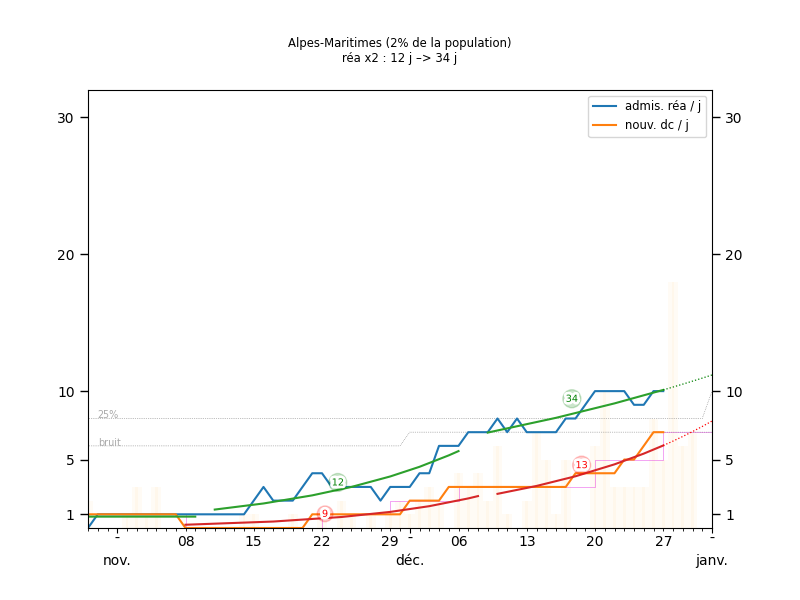 Alpes-Maritimes (2% de la population)
réa x2 : 12 j –> 34 j
admis. réa / j
nouv. dc / j
30
30
20
20
10
10
5
5
1
1
25%
bruit
34
12
13
9
08
15
22
29
06
13
20
27
nov.
déc.
janv.